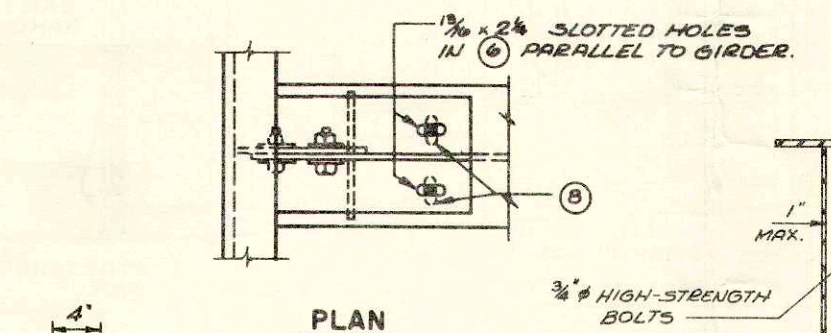 13/16 x 2 1/4 SLOTTED HOLES
IN 6 PARALLEL TO GIRDER.
8
1"
MAX.
3/4"ϕ HIGH-STRENGTH
BOLTS
4"
PLAN